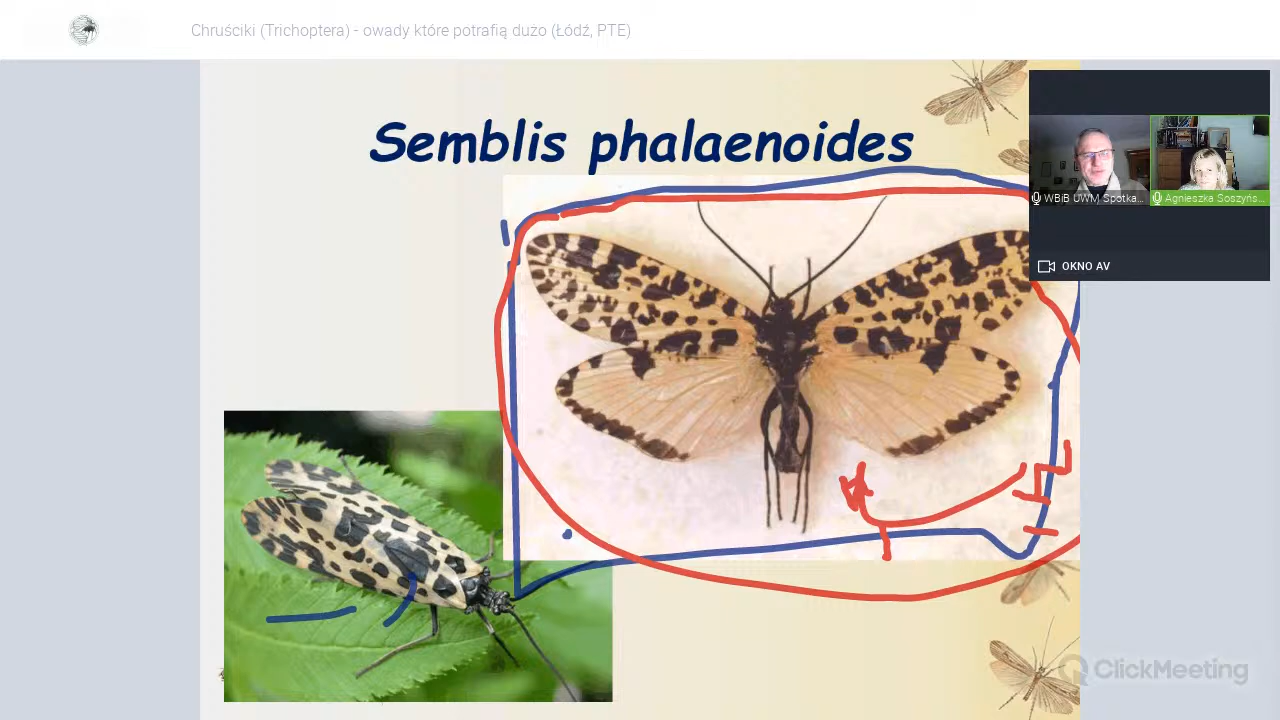 Chruściki (Trichoptera) - owady które potrafią dużo (Łódź, PTE)
Semblis phalaenoides
WBiB UWM Spotka... Agnieszka Soszyńs...
OKNO AV
ClickMeeting